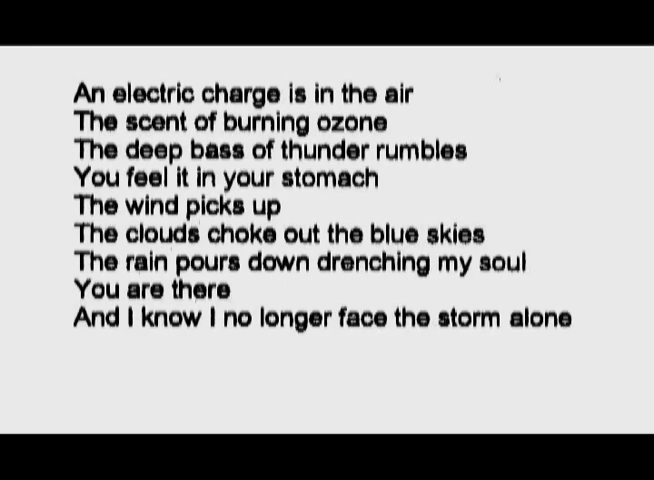 An electric charge is in the air
The scent of burning ozone
The deep bass of thunder rumbles
You feel it in your stomach
The wind picks up
The clouds choke out the blue skies
The rain pours down drenching my soul
You are there
And I know I no longer face the storm alone